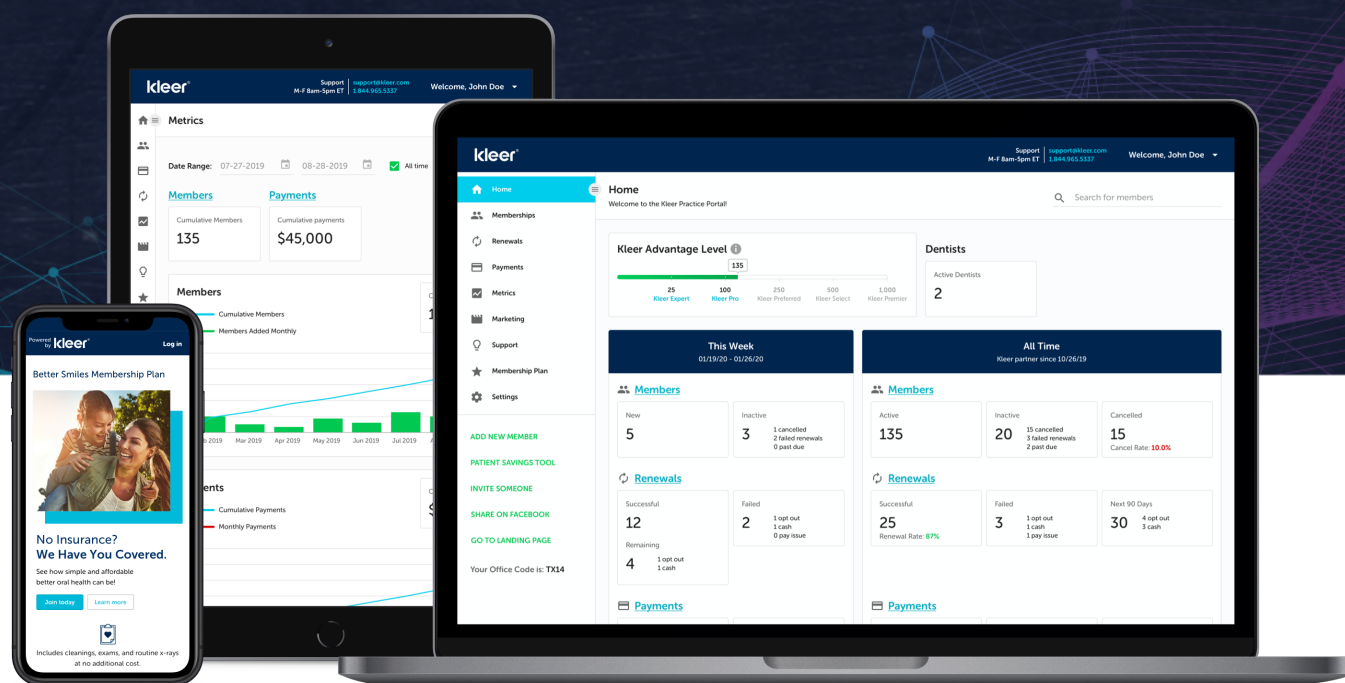 kleer
Support
M-F 8am-5pm ET
support@kleer.com
1.844.965.5337
Welcome, John Doe
Metrics
Date Range: 07-27-2019 08-28-2019 All time
Members Payments
Cumulative Members
135
Cumulative payments
$45,000
Members
Cumulative Members
Members Added Monthly
2019 Mar 2019 Apr 2019 May 2019 Jun 2019 Jul 2019
Cumulative Payments
Monthly Payments
Powered by kleer
Log in
Better Smiles Membership Plan
No Insurance?
We Have You Covered.
See how simple and affordable
better oral health can be!
Join today Learn more
Includes cleanings, exams, and routine x-rays
at no additional cost.
kleer
Support
M-F 8am-5pm ET
support@kleer.com
1.844.965.5337
Welcome, John Doe
Home
Memberships
Renewals
Payments
Metrics
Marketing
Support
Membership Plan
Settings
ADD NEW MEMBER
PATIENT SAVINGS TOOL
INVITE SOMEONE
SHARE ON FACEBOOK
GO TO LANDING PAGE
Your Office Code is: TX14
Home
Welcome to the Kleer Practice Portal!
Search for members
Kleer Advantage Level
135
25 100 250 500 1,000
Kleer Expert Kleer Pro Kleer Preferred Kleer Select Kleer Premier
Dentists
Active Dentists
2
This Week
01/19/20 - 01/26/20
Members
New
5
Inactive
3
1 cancelled
2 failed renewals
0 past due
Renewals
Successful
12
Remaining
4
1 opt out
1 cash
Failed
2
1 opt out
1 cash
0 pay issue
Payments
All Time
Kleer partner since 10/26/19
Members
Active
135
Inactive
20
15 cancelled
3 failed renewals
2 past due
Cancelled
15
Cancel Rate: 10.0%
Renewals
Successful
25
Renewal Rate: 87%
Failed
3
1 opt out
1 cash
1 pay issue
Next 90 Days
30
4 opt out
3 cash
Payments